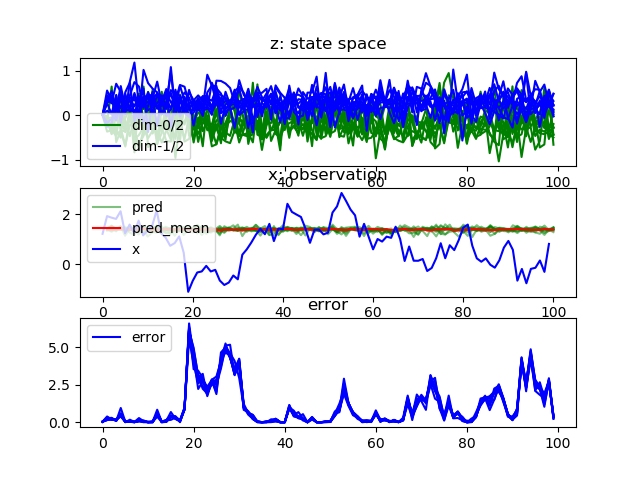 z: state space
1
0
−1
dim-0/2
dim-1/2
0 20 40 60 80 100
x: observation
2
0
pred
pred_mean
x
0 20 40 60 80 100
error
5.0
2.5
0.0
error
0 20 40 60 80 100